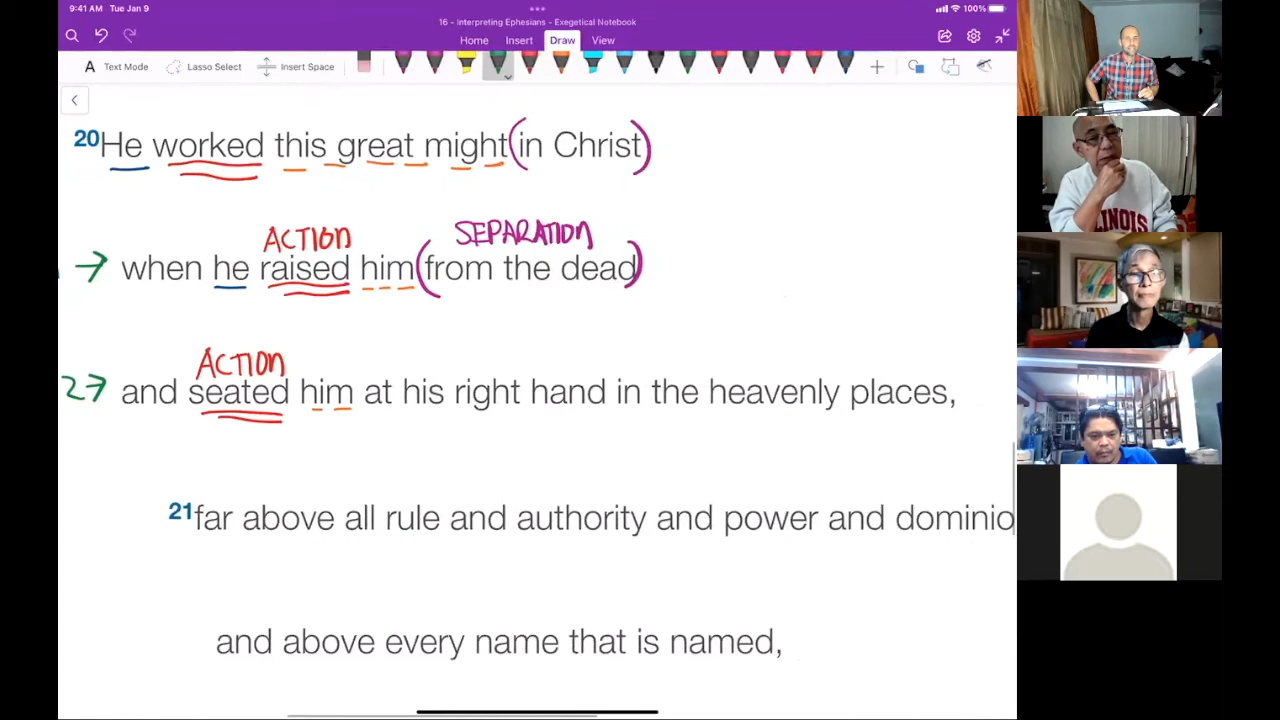 9:41 AM Tue Jan 9
100%
16 - Interpreting Ephesians - Exegetical Notebook
Home Insert Draw View
A Text Mode Lasso Select Insert Space
20He worked this great might (in Christ)
ACTION SEPARATION
→ when he raised him (from the dead)
ACTION
2→ and seated him at his right hand in the heavenly places,
21far above all rule and authority and power and dominio
and above every name that is named,
ILLINOIS